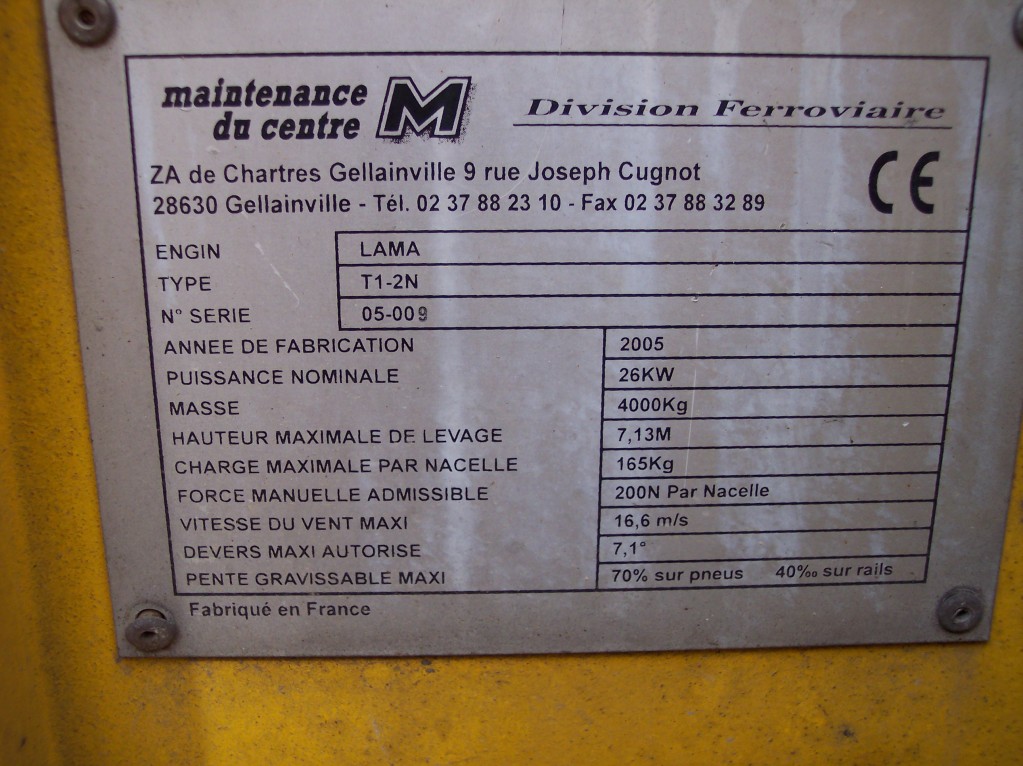 maintenance
du centre M
Division Ferroviaire
ZA de Chartres Gellainville 9 rue Joseph Cugnot
28630 Gellainville - Tél. 02 37 88 23 10 - Fax 02 37 88 32 89
CE
ENGIN LAMA
TYPE T1-2N
N° SERIE 05-009
ANNEE DE FABRICATION 2005
PUISSANCE NOMINALE 26KW
MASSE 4000Kg
HAUTEUR MAXIMALE DE LEVAGE 7,13M
CHARGE MAXIMALE PAR NACELLE 165Kg
FORCE MANUELLE ADMISSIBLE 200N Par Nacelle
VITESSE DU VENT MAXI 16,6 m/s
DEVERS MAXI AUTORISE 7,1°
PENTE GRAVISSABLE MAXI 70% sur pneus 40‰ sur rails
Fabriqué en France